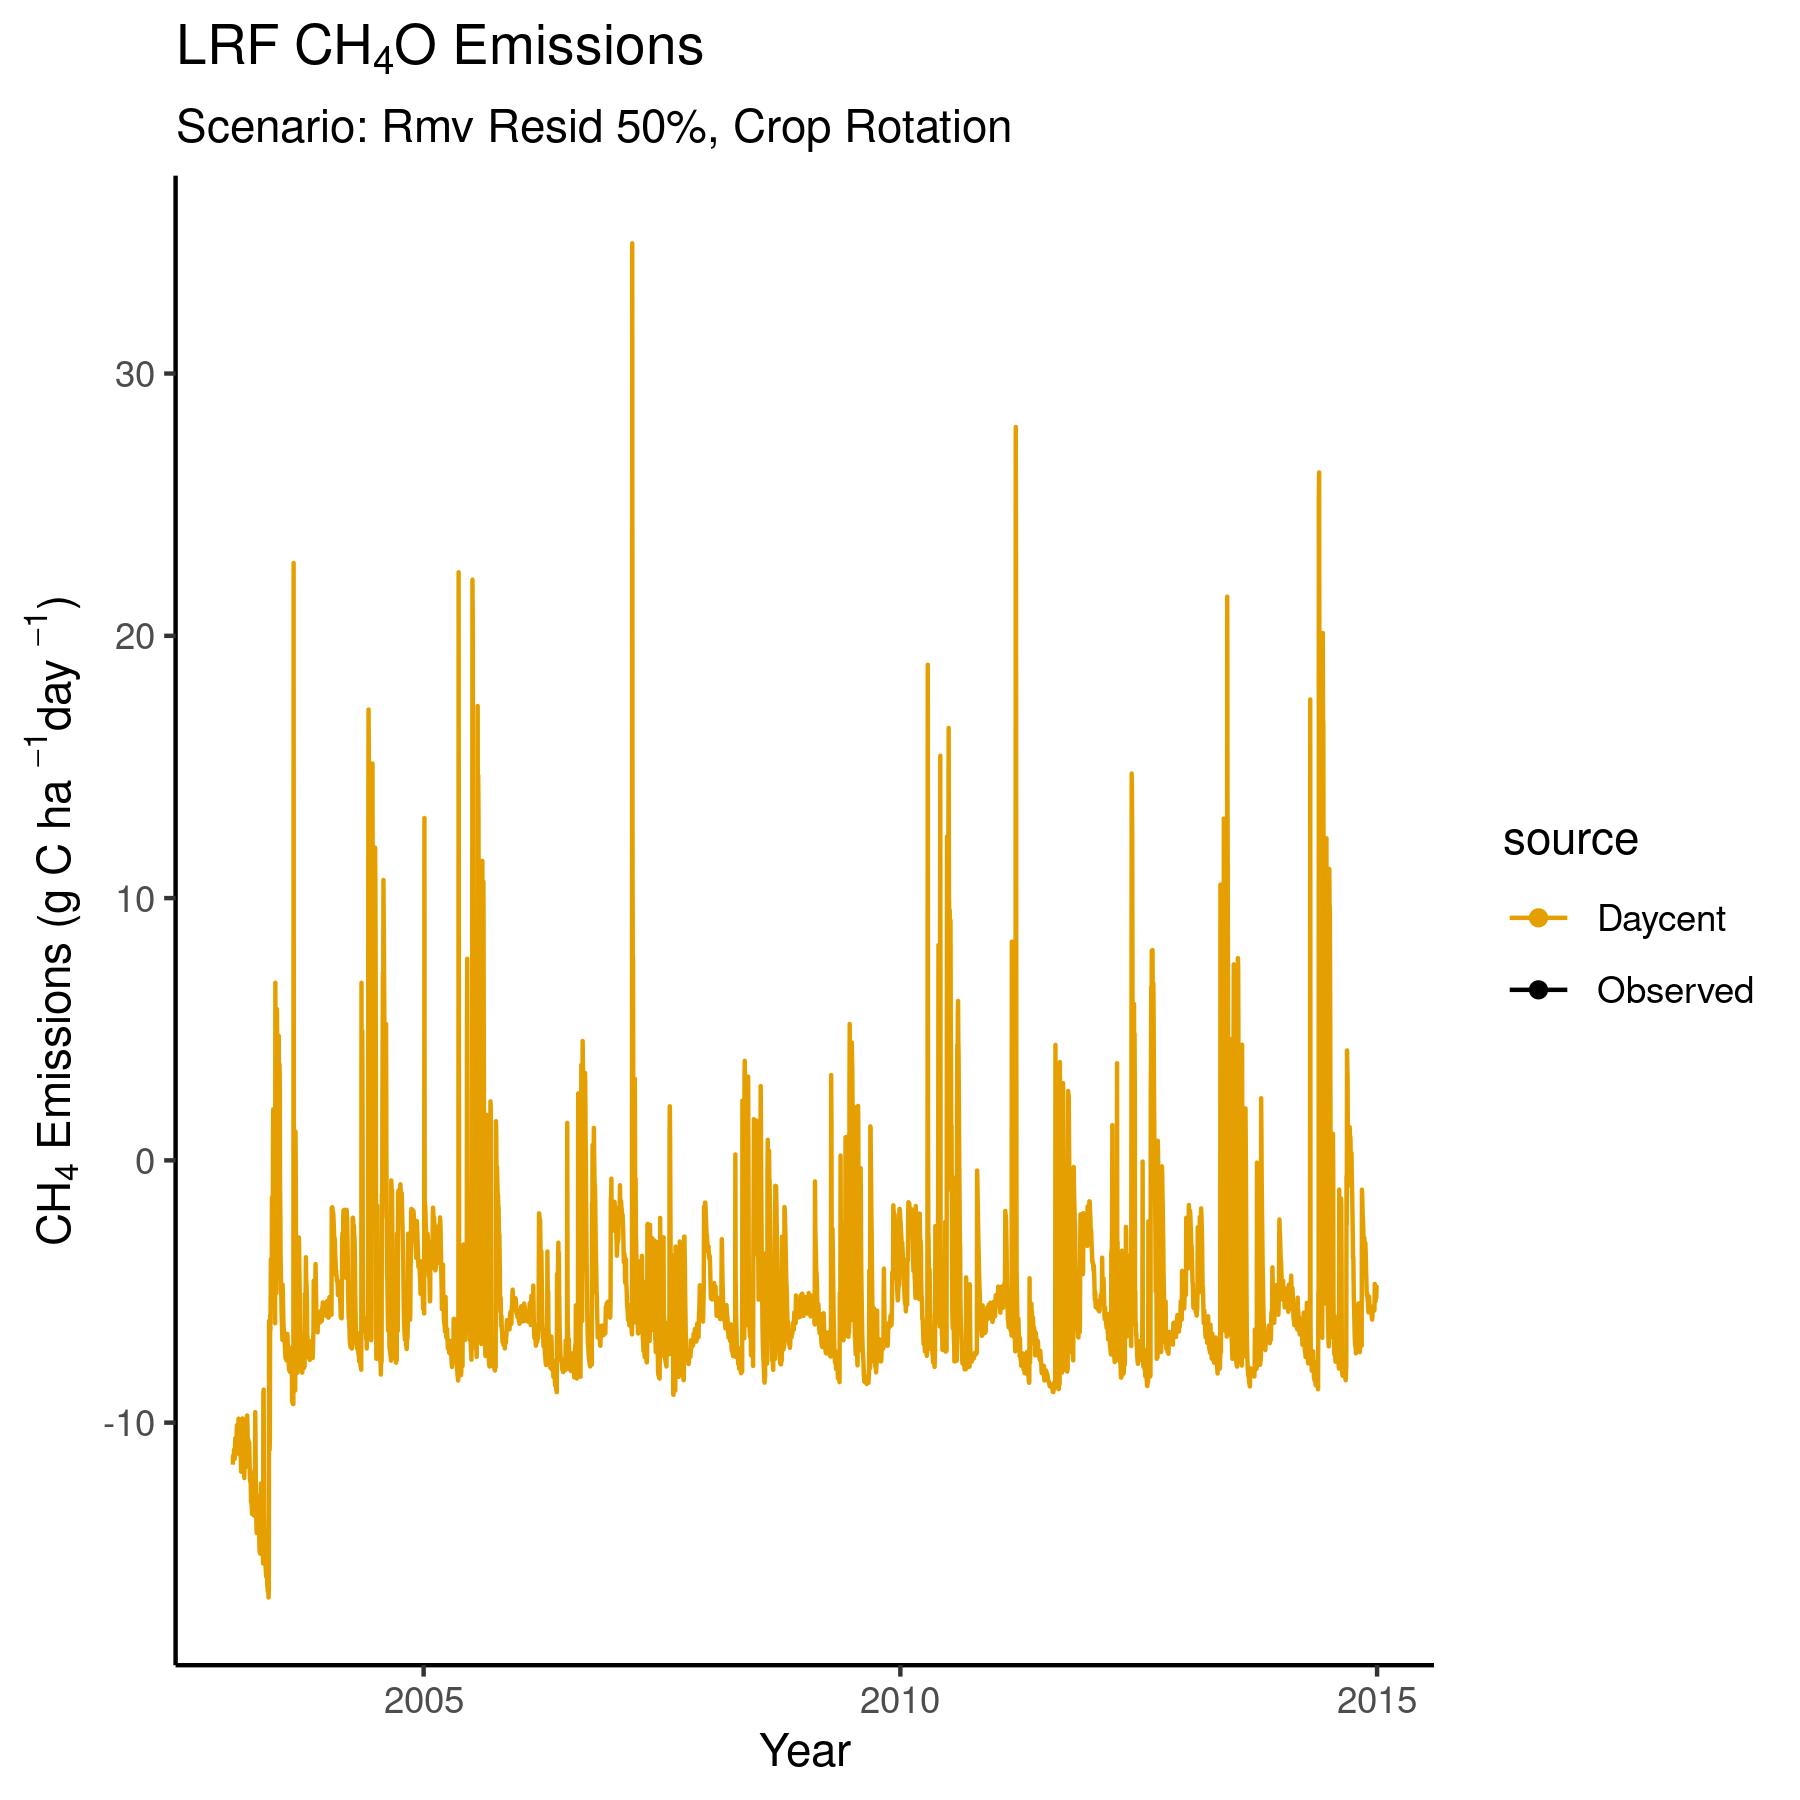 LRF CH₄O Emissions
Scenario: Rmv Resid 50%, Crop Rotation
CH₄ Emissions (g C ha ⁻¹day ⁻¹)
30
20
10
0
-10
2005
2010
2015
Year
source
Daycent
Observed